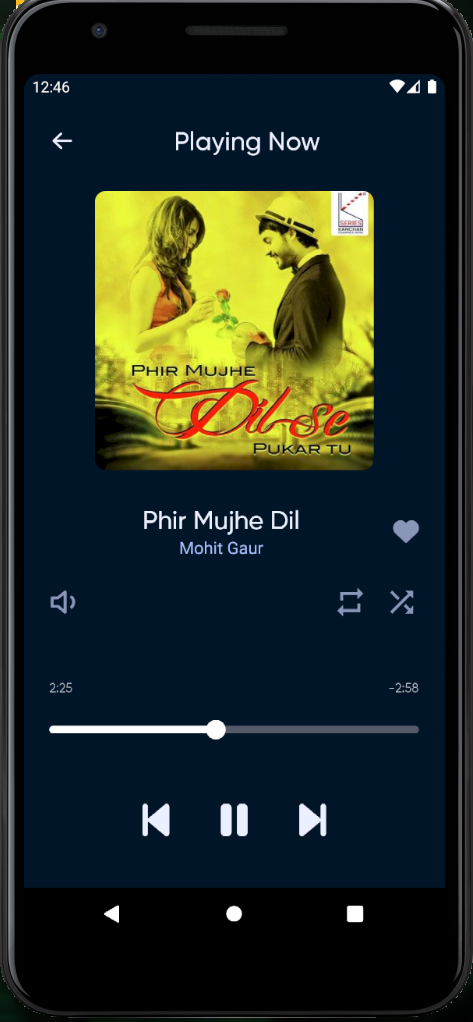 12:46
Playing Now
K
SERIES
KANCHAN
PHIR MUJHE
Dil Se
PUKAR TU
Phir Mujhe Dil
Mohit Gaur
2:25
-2:58